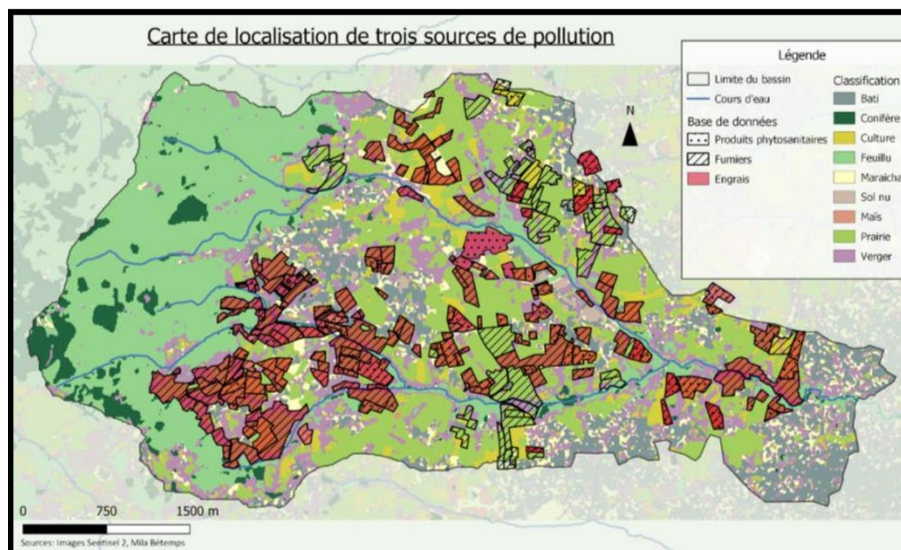 Carte de localisation de trois sources de pollution
Légende
Limite du bassin
Cours d'eau
Base de données
Produits phytosanitaires
Fumiers
Engrais
Classification
Bati
Conifère
Culture
Feuillu
Maraicha
Sol nu
Maïs
Prairie
Verger
N
0 750 1500 m
Sources: Images Sentinel 2, Mila Bétemps